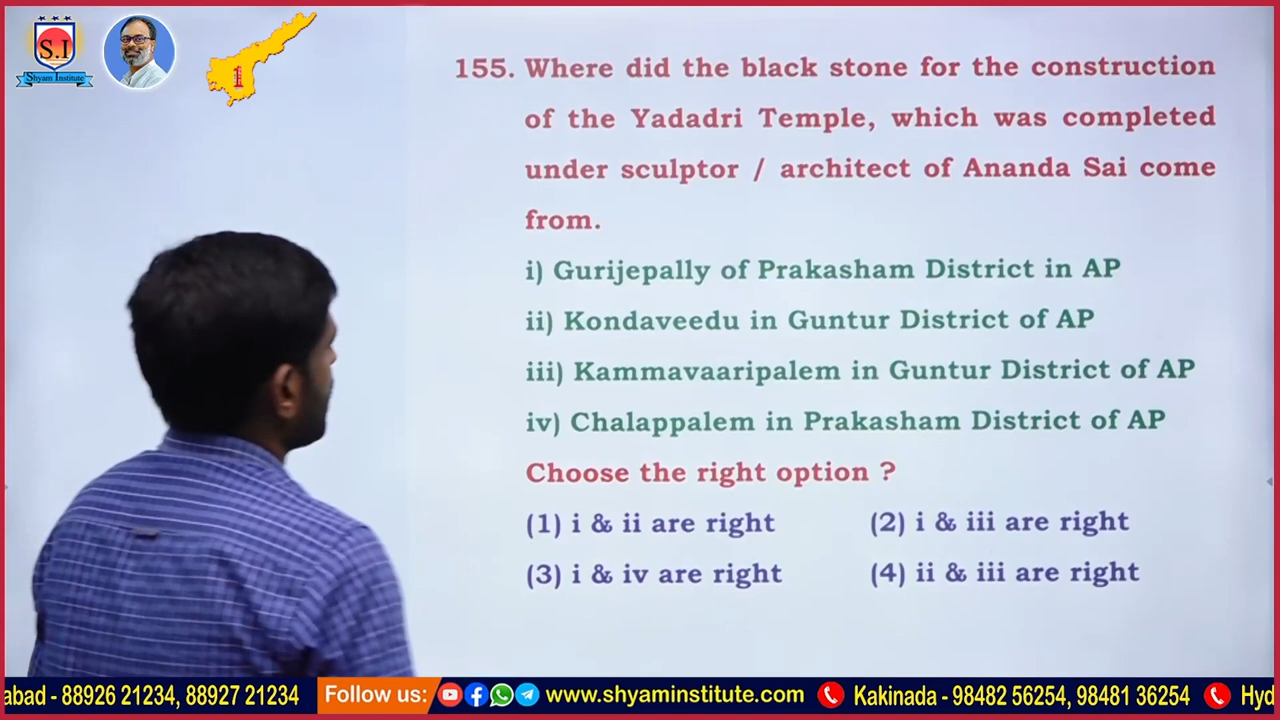 S.I
Shyam Institute
1
155. Where did the black stone for the construction
of the Yadadri Temple, which was completed
under sculptor / architect of Ananda Sai come
from.
i) Gurijepally of Prakasham District in AP
ii) Kondaveedu in Guntur District of AP
iii) Kammavaaripalem in Guntur District of AP
iv) Chalappalem in Prakasham District of AP
Choose the right option ?
(1) i & ii are right (2) i & iii are right
(3) i & iv are right (4) ii & iii are right
abad - 88926 21234, 88927 21234 Follow us: www.shyaminstitute.com Kakinada - 98482 56254, 98481 36254 Hyd